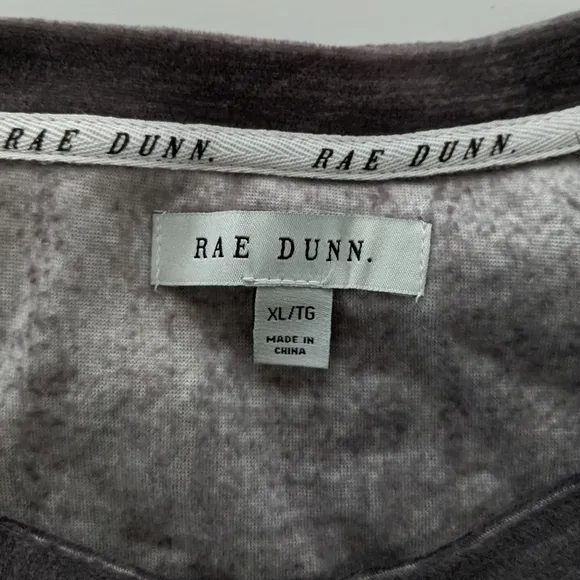 RAE DUNN. RAE DUNN.
RAE DUNN.
XL/TG
MADE IN
CHINA